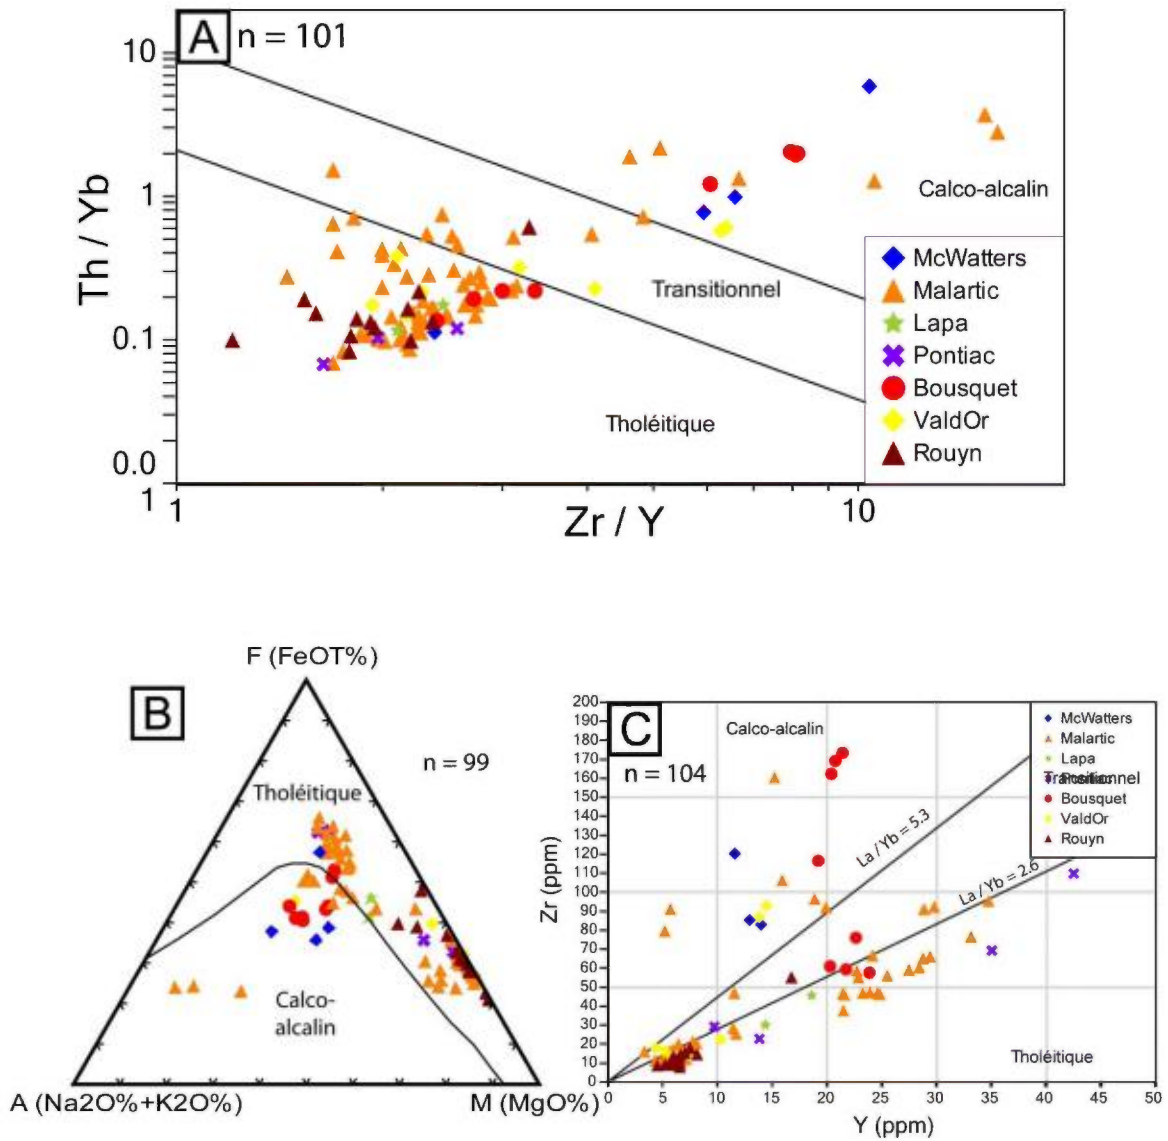 A
n = 101
10
1
0.1
0.0
1
Th / Yb
Calco-alcalin
Transitionnel
Tholéitique
McWatters
Malartic
Lapa
Pontiac
Bousquet
ValdOr
Rouyn
1
10
Zr / Y
F (FeOT%)
B
n = 99
Tholéitique
Calco-
alcalin
A (Na2O%+K2O%)
M (MgO%)
C
n = 104
Calco-alcalin
200
190
180
170
160
150
140
130
120
110
100
90
80
70
60
50
40
30
20
10
0
Zr (ppm)
La / Yb = 5.3
La / Yb = 2.6
McWatters
Malartic
Lapa
Transitionnel
Bousquet
ValdOr
Rouyn
Tholéitique
0
5
10
15
20
25
30
35
40
45
50
Y (ppm)